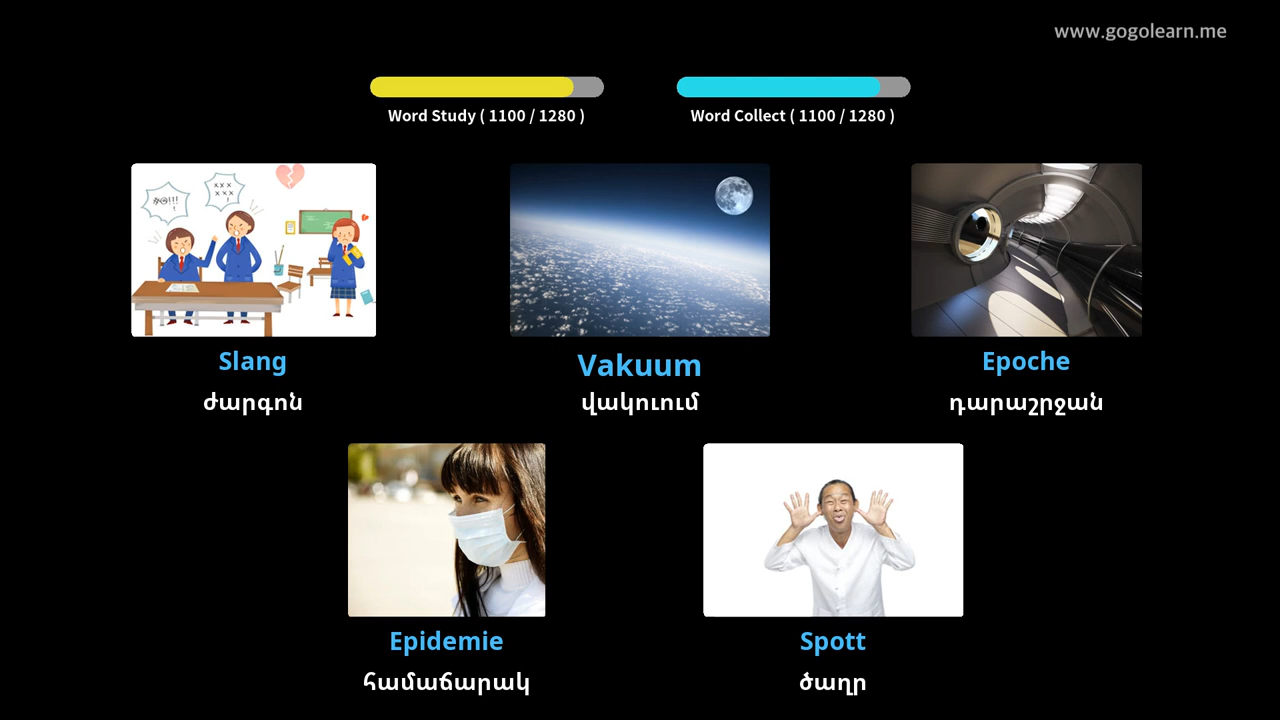 www.gogolearn.me
Word Study ( 1100 / 1280 )
Word Collect ( 1100 / 1280 )
#@!!!
!
x x x
x x x,
!
Slang
Vakuum
Epoche
ժարգոն
վակուում
դարաշրջան
Epidemie
Spott
համաճարակ
ծաղր